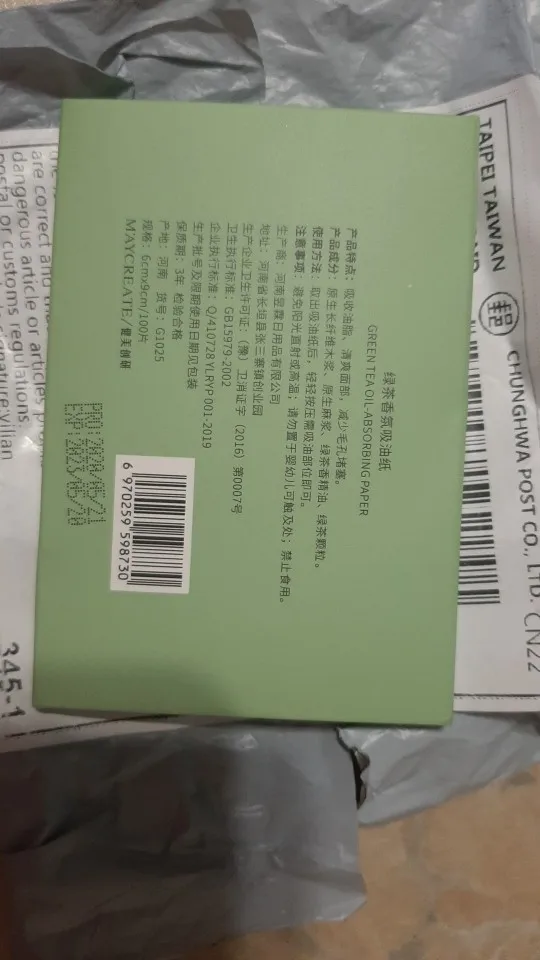 绿茶香氛吸油纸
GREEN TEA OIL-ABSORBING PAPER
产品特点：吸收油脂、清爽面部，减少毛孔堵塞。
产品成分：原生长纤维木浆、原生麻浆、绿茶香精油、绿茶颗粒。
使用方法：取出吸油纸后，轻轻按压需吸油部位即可。
注意事项：避免阳光直射或高温；请勿置于婴幼儿可触及处；禁止食用。
生产商：河南昱霖日用品有限公司
地址：河南省长垣县张三寨镇创业园
生产企业卫生许可证：（豫）卫消证字（2016）第0007号
卫生执行标准：GB15979-2002
企业执行标准：Q/410728YLRYP001-2019
生产批号及限期使用日期见包装
保质期：3年 检验合格
产地：河南 货号：G1025
规格：6cm×9cm/100片
MAYCREATE/雙美創研
PRO:2020/05/21
EXP:2023/05/20
6 970259 598730
TAIPEI TAIWAN
CHUNGHWA POST CO., LTD. CN22
are correct and
dangerous article or articles
postal or customs regulations.
signature:vilian
345-1